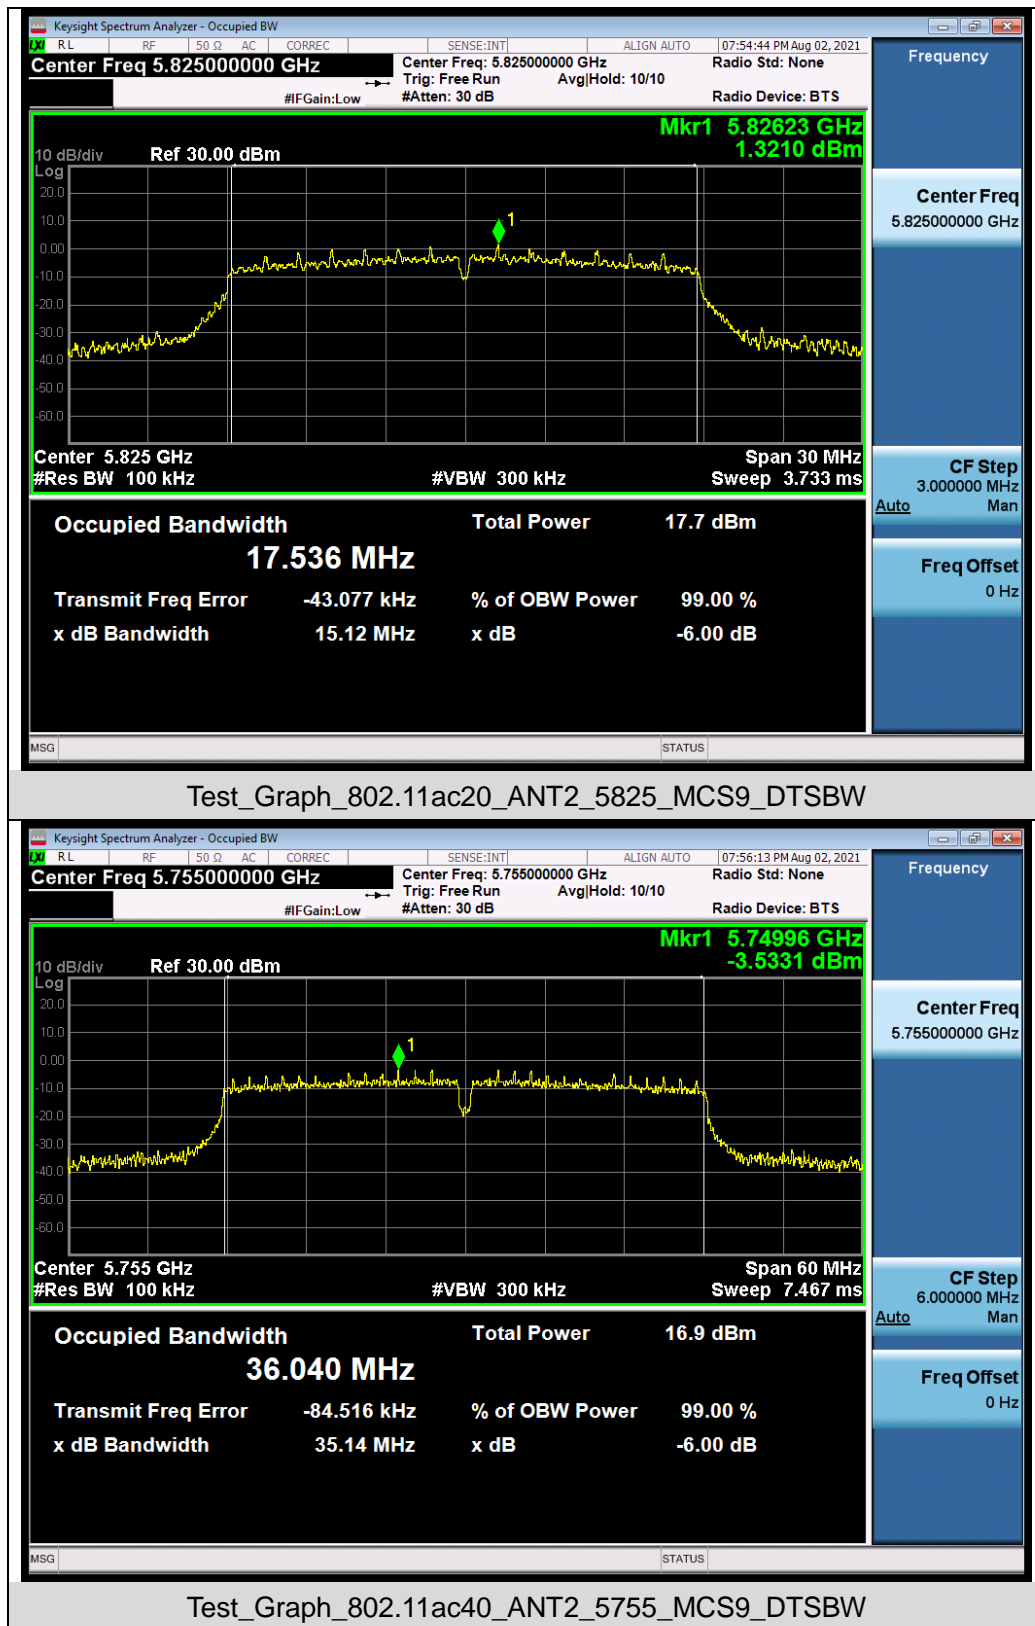 Keysight Spectrum Analyzer - Occupied BW
LXI RL RF 50 Ω AC CORREC SENSE:INT ALIGN AUTO 07:54:44 PM Aug 02, 2021
Center Freq 5.825000000 GHz
Center Freq: 5.825000000 GHz
Radio Std: None
Trig: Free Run Avg|Hold: 10/10
#IFGain:Low
#Atten: 30 dB
Radio Device: BTS
Mkr1 5.82623 GHz
1.3210 dBm
10 dB/div Ref 30.00 dBm
Log
20.0
10.0
0.00
-10.0
-20.0
-30.0
-40.0
-50.0
-60.0
1
Center 5.825 GHz Span 30 MHz
#Res BW 100 kHz #VBW 300 kHz Sweep 3.733 ms
Occupied Bandwidth Total Power 17.7 dBm
17.536 MHz
Transmit Freq Error -43.077 kHz % of OBW Power 99.00 %
x dB Bandwidth 15.12 MHz x dB -6.00 dB
MSG STATUS
Frequency
Center Freq
5.825000000 GHz
CF Step
3.000000 MHz
Auto Man
Freq Offset
0 Hz
Test_Graph_802.11ac20_ANT2_5825_MCS9_DTSBW
Keysight Spectrum Analyzer - Occupied BW
LXI RL RF 50 Ω AC CORREC SENSE:INT ALIGN AUTO 07:56:13 PM Aug 02, 2021
Center Freq 5.755000000 GHz
Center Freq: 5.755000000 GHz
Radio Std: None
Trig: Free Run Avg|Hold: 10/10
#IFGain:Low
#Atten: 30 dB
Radio Device: BTS
Mkr1 5.74996 GHz
-3.5331 dBm
10 dB/div Ref 30.00 dBm
Log
20.0
10.0
0.00
-10.0
-20.0
-30.0
-40.0
-50.0
-60.0
1
Center 5.755 GHz Span 60 MHz
#Res BW 100 kHz #VBW 300 kHz Sweep 7.467 ms
Occupied Bandwidth Total Power 16.9 dBm
36.040 MHz
Transmit Freq Error -84.516 kHz % of OBW Power 99.00 %
x dB Bandwidth 35.14 MHz x dB -6.00 dB
MSG STATUS
Frequency
Center Freq
5.755000000 GHz
CF Step
6.000000 MHz
Auto Man
Freq Offset
0 Hz
Test_Graph_802.11ac40_ANT2_5755_MCS9_DTSBW